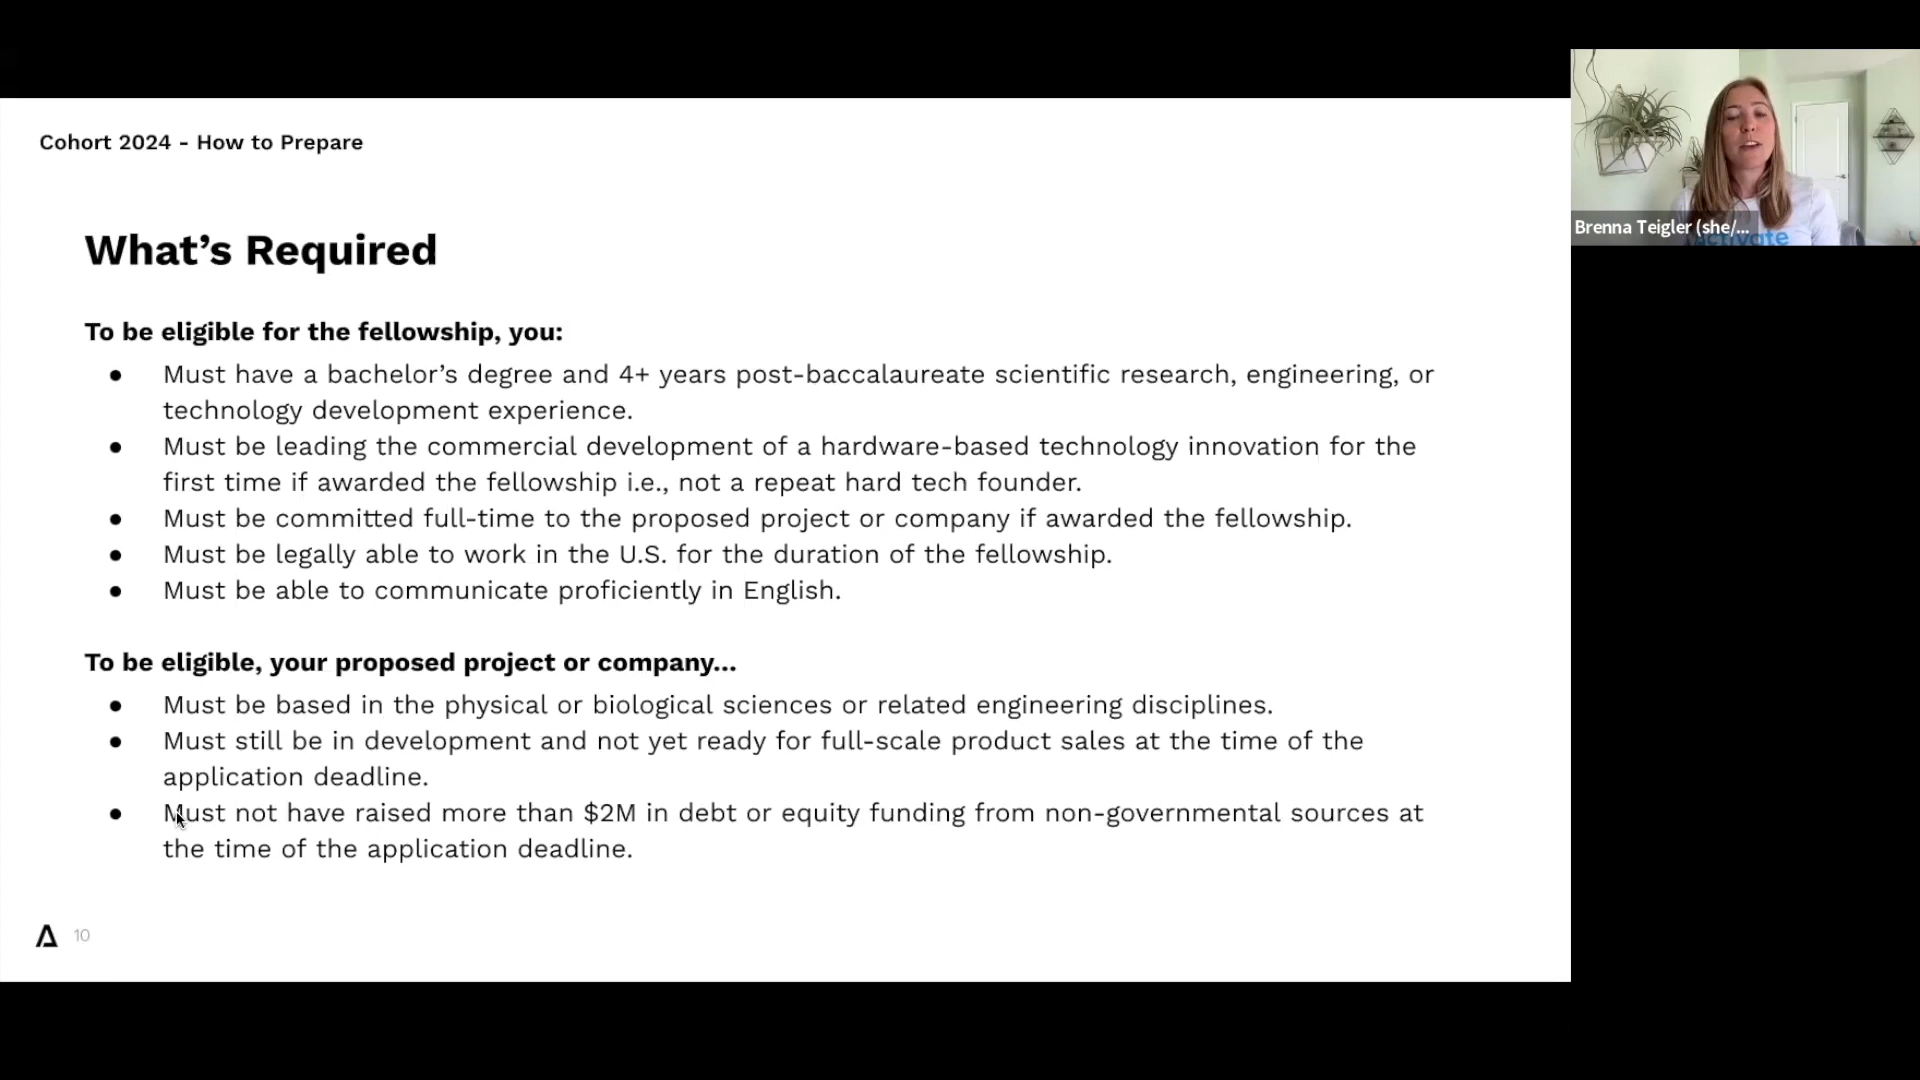 Cohort 2024 - How to Prepare
What's Required
To be eligible for the fellowship, you:
● Must have a bachelor's degree and 4+ years post-baccalaureate scientific research, engineering, or
technology development experience.
● Must be leading the commercial development of a hardware-based technology innovation for the
first time if awarded the fellowship i.e., not a repeat hard tech founder.
● Must be committed full-time to the proposed project or company if awarded the fellowship.
● Must be legally able to work in the U.S. for the duration of the fellowship.
● Must be able to communicate proficiently in English.
To be eligible, your proposed project or company...
● Must be based in the physical or biological sciences or related engineering disciplines.
● Must still be in development and not yet ready for full-scale product sales at the time of the
application deadline.
● Must not have raised more than $2M in debt or equity funding from non-governmental sources at
the time of the application deadline.
10
Brenna Teigler (she/...
activate